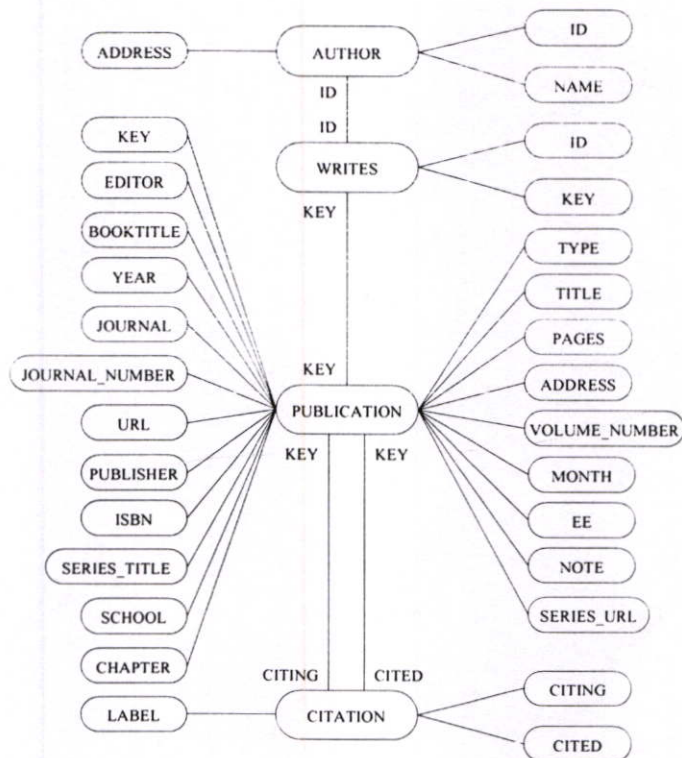 ID
ADDRESS
AUTHOR
NAME
ID
ID
KEY
WRITES
ID
EDITOR
KEY
KEY
BOOKTITLE
TYPE
YEAR
TITLE
JOURNAL
PAGES
JOURNAL_NUMBER
KEY
ADDRESS
PUBLICATION
URL
VOLUME_NUMBER
KEY
KEY
PUBLISHER
MONTH
ISBN
EE
SERIES_TITLE
NOTE
SCHOOL
SERIES_URL
CHAPTER
CITING
CITED
CITING
LABEL
CITATION
CITED